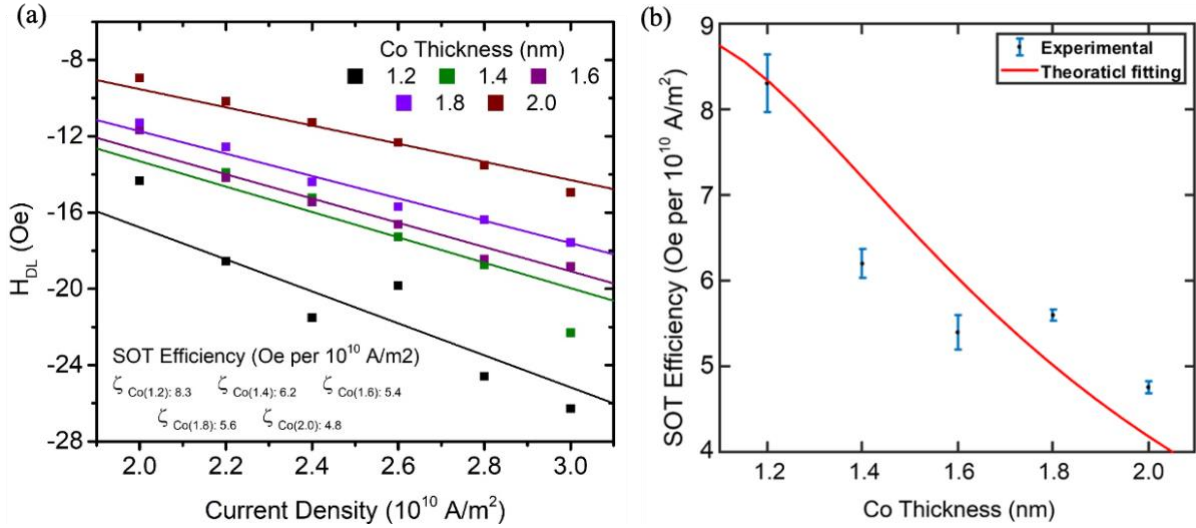 (a)
Co Thickness (nm)
1.2 1.4 1.6
1.8 2.0
-8
-12
-16
-20
-24
-28
H_DL (Oe)
SOT Efficiency (Oe per 10^10 A/m2)
ζ Co(1.2): 8.3 ζ Co(1.4): 6.2 ζ Co(1.6): 5.4
ζ Co(1.8): 5.6 ζ Co(2.0): 4.8
2.0 2.2 2.4 2.6 2.8 3.0
Current Density (10^10 A/m^2)
(b)
Experimental
Theoraticl fitting
9
8
7
6
5
4
SOT Efficiency (Oe per 10^10 A/m^2)
1.2 1.4 1.6 1.8 2.0
Co Thickness (nm)